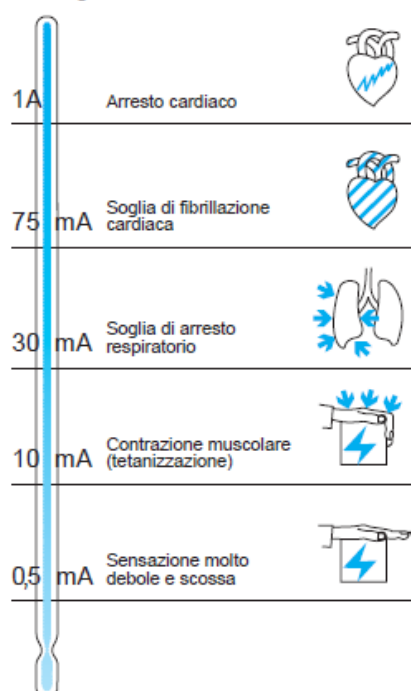 1A Arresto cardiaco
75 mA Soglia di fibrillazione
cardiaca
30 mA Soglia di arresto
respiratorio
10 mA Contrazione muscolare
(tetanizzazione)
0,5 mA Sensazione molto
debole e scossa